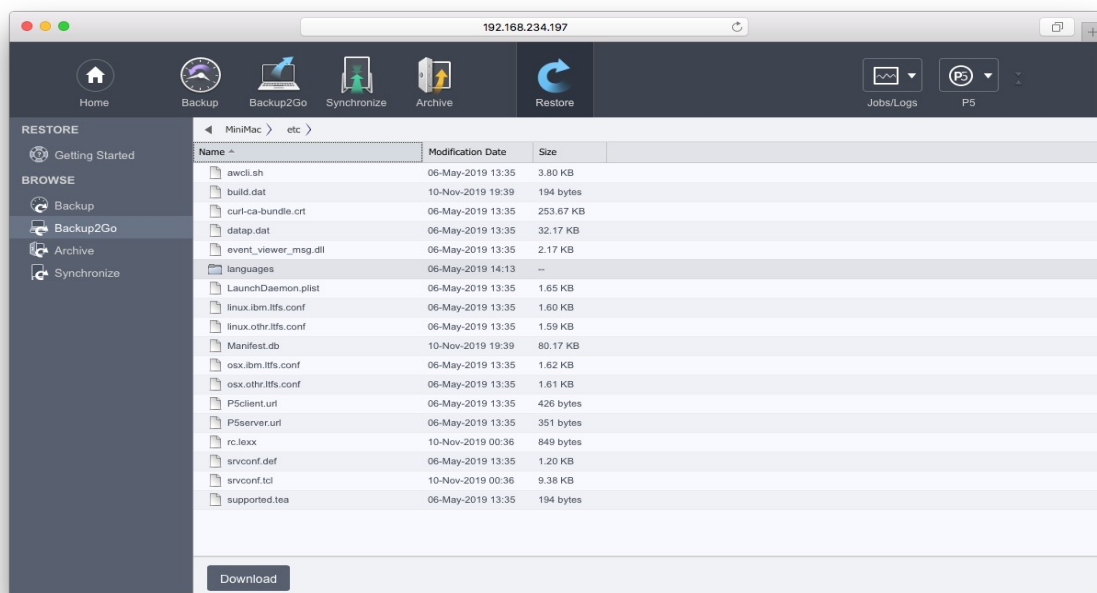 192.168.234.197
Home
Backup
Backup2Go
Synchronize
Archive
Restore
Jobs/Logs
P5
P5
RESTORE
Getting Started
BROWSE
Backup
Backup2Go
Archive
Synchronize
MiniMac
etc
Name Modification Date Size
awcli.sh 06-May-2019 13:35 3.80 KB
build.dat 10-Nov-2019 19:39 194 bytes
curl-ca-bundle.crt 06-May-2019 13:35 253.67 KB
datap.dat 06-May-2019 13:35 32.17 KB
event_viewer_msg.dll 06-May-2019 13:35 2.17 KB
languages 06-May-2019 14:13 --
LaunchDaemon.plist 06-May-2019 13:35 1.65 KB
linux.ibm.ltfs.conf 06-May-2019 13:35 1.60 KB
linux.othr.ltfs.conf 06-May-2019 13:35 1.59 KB
Manifest.db 10-Nov-2019 19:39 80.17 KB
osx.ibm.ltfs.conf 06-May-2019 13:35 1.62 KB
osx.othr.ltfs.conf 06-May-2019 13:35 1.61 KB
P5client.url 06-May-2019 13:35 426 bytes
P5server.url 06-May-2019 13:35 351 bytes
rc.lexx 10-Nov-2019 00:36 849 bytes
srvconf.def 06-May-2019 13:35 1.20 KB
srvconf.tcl 10-Nov-2019 00:36 9.38 KB
supported.tea 06-May-2019 13:35 194 bytes
Download